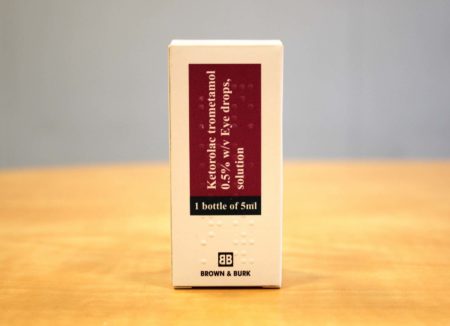 Ketorolac trometamol
0.5% w/v Eye drops,
solution
1 bottle of 5ml
BB
BROWN & BURK